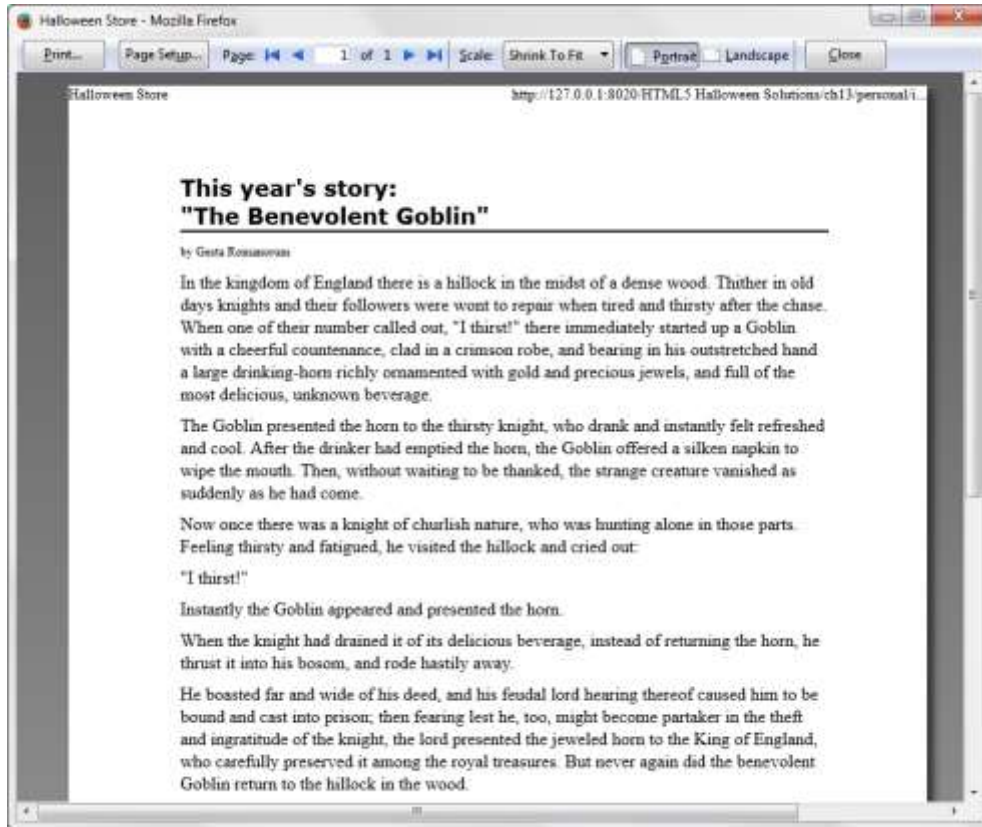 Halloween Store - Mozilla Firefox
Print... Page Setup... Page: 1 of 1 Scale: Shrink To Fit Portrait Landscape Close
Halloween Store http://127.0.0.1:8020/HTML5 Halloween Solutions/ch13/personal/i...
This year's story:
"The Benevolent Goblin"
by Gesta Romanorum
In the kingdom of England there is a hillock in the midst of a dense wood. Thither in old
days knights and their followers were wont to repair when tired and thirsty after the chase.
When one of their number called out, "I thirst!" there immediately started up a Goblin
with a cheerful countenance, clad in a crimson robe, and bearing in his outstretched hand
a large drinking-horn richly ornamented with gold and precious jewels, and full of the
most delicious, unknown beverage.
The Goblin presented the horn to the thirsty knight, who drank and instantly felt refreshed
and cool. After the drinker had emptied the horn, the Goblin offered a silken napkin to
wipe the mouth. Then, without waiting to be thanked, the strange creature vanished as
suddenly as he had come.
Now once there was a knight of churlish nature, who was hunting alone in those parts.
Feeling thirsty and fatigued, he visited the hillock and cried out:
"I thirst!"
Instantly the Goblin appeared and presented the horn.
When the knight had drained it of its delicious beverage, instead of returning the horn, he
thrust it into his bosom, and rode hastily away.
He boasted far and wide of his deed, and his feudal lord hearing thereof caused him to be
bound and cast into prison; then fearing lest he, too, might become partaker in the theft
and ingratitude of the knight, the lord presented the jeweled horn to the King of England,
who carefully preserved it among the royal treasures. But never again did the benevolent
Goblin return to the hillock in the wood.